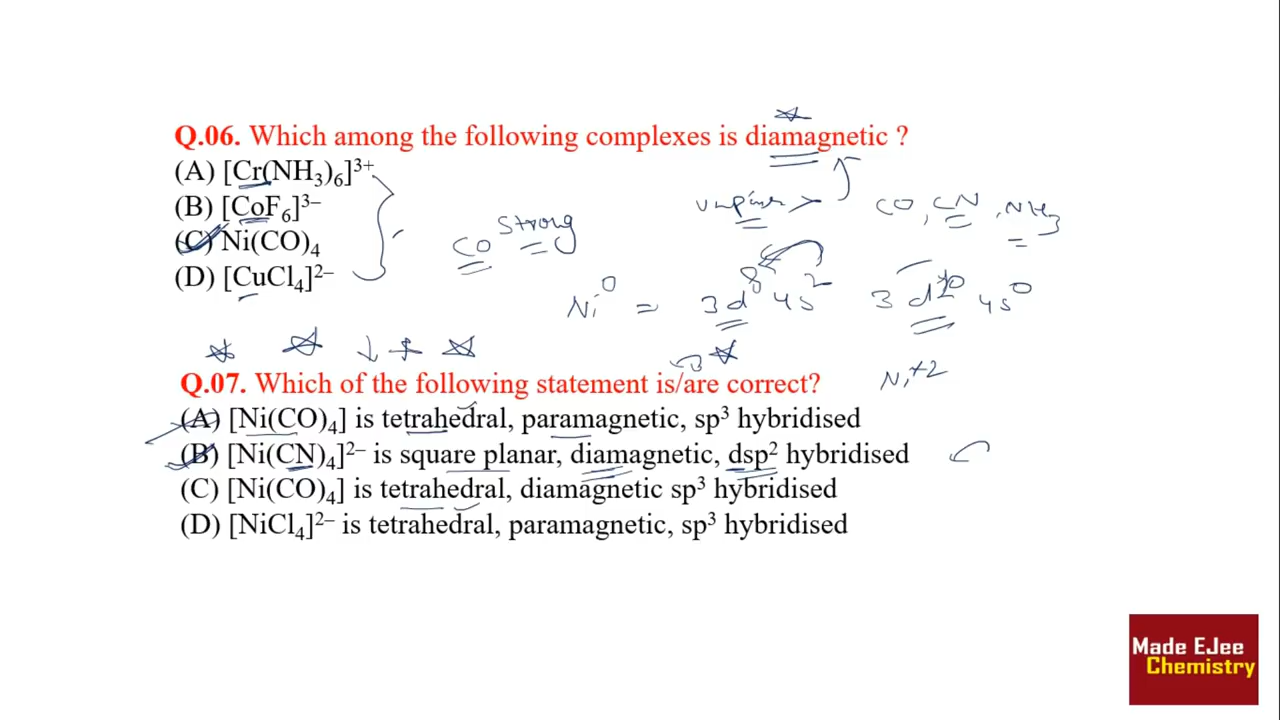 Q.06. Which among the following complexes is diamagnetic ?
(A) [Cr(NH₃)₆]³⁺
(B) [CoF₆]³⁻
(C) Ni(CO)₄
(D) [CuCl₄]²⁻
CO strong
CO, CN, NH₃
Ni⁰ = 3d⁸ 4s² 3d¹⁰ 4s⁰
Ni⁺²
Q.07. Which of the following statement is/are correct?
(A) [Ni(CO)₄] is tetrahedral, paramagnetic, sp³ hybridised
(B) [Ni(CN)₄]²⁻ is square planar, diamagnetic, dsp² hybridised
(C) [Ni(CO₄] is tetrahedral, diamagnetic sp³ hybridised
(D) [NiCl₄]²⁻ is tetrahedral, paramagnetic, sp³ hybridised
Made EJee
Chemistry